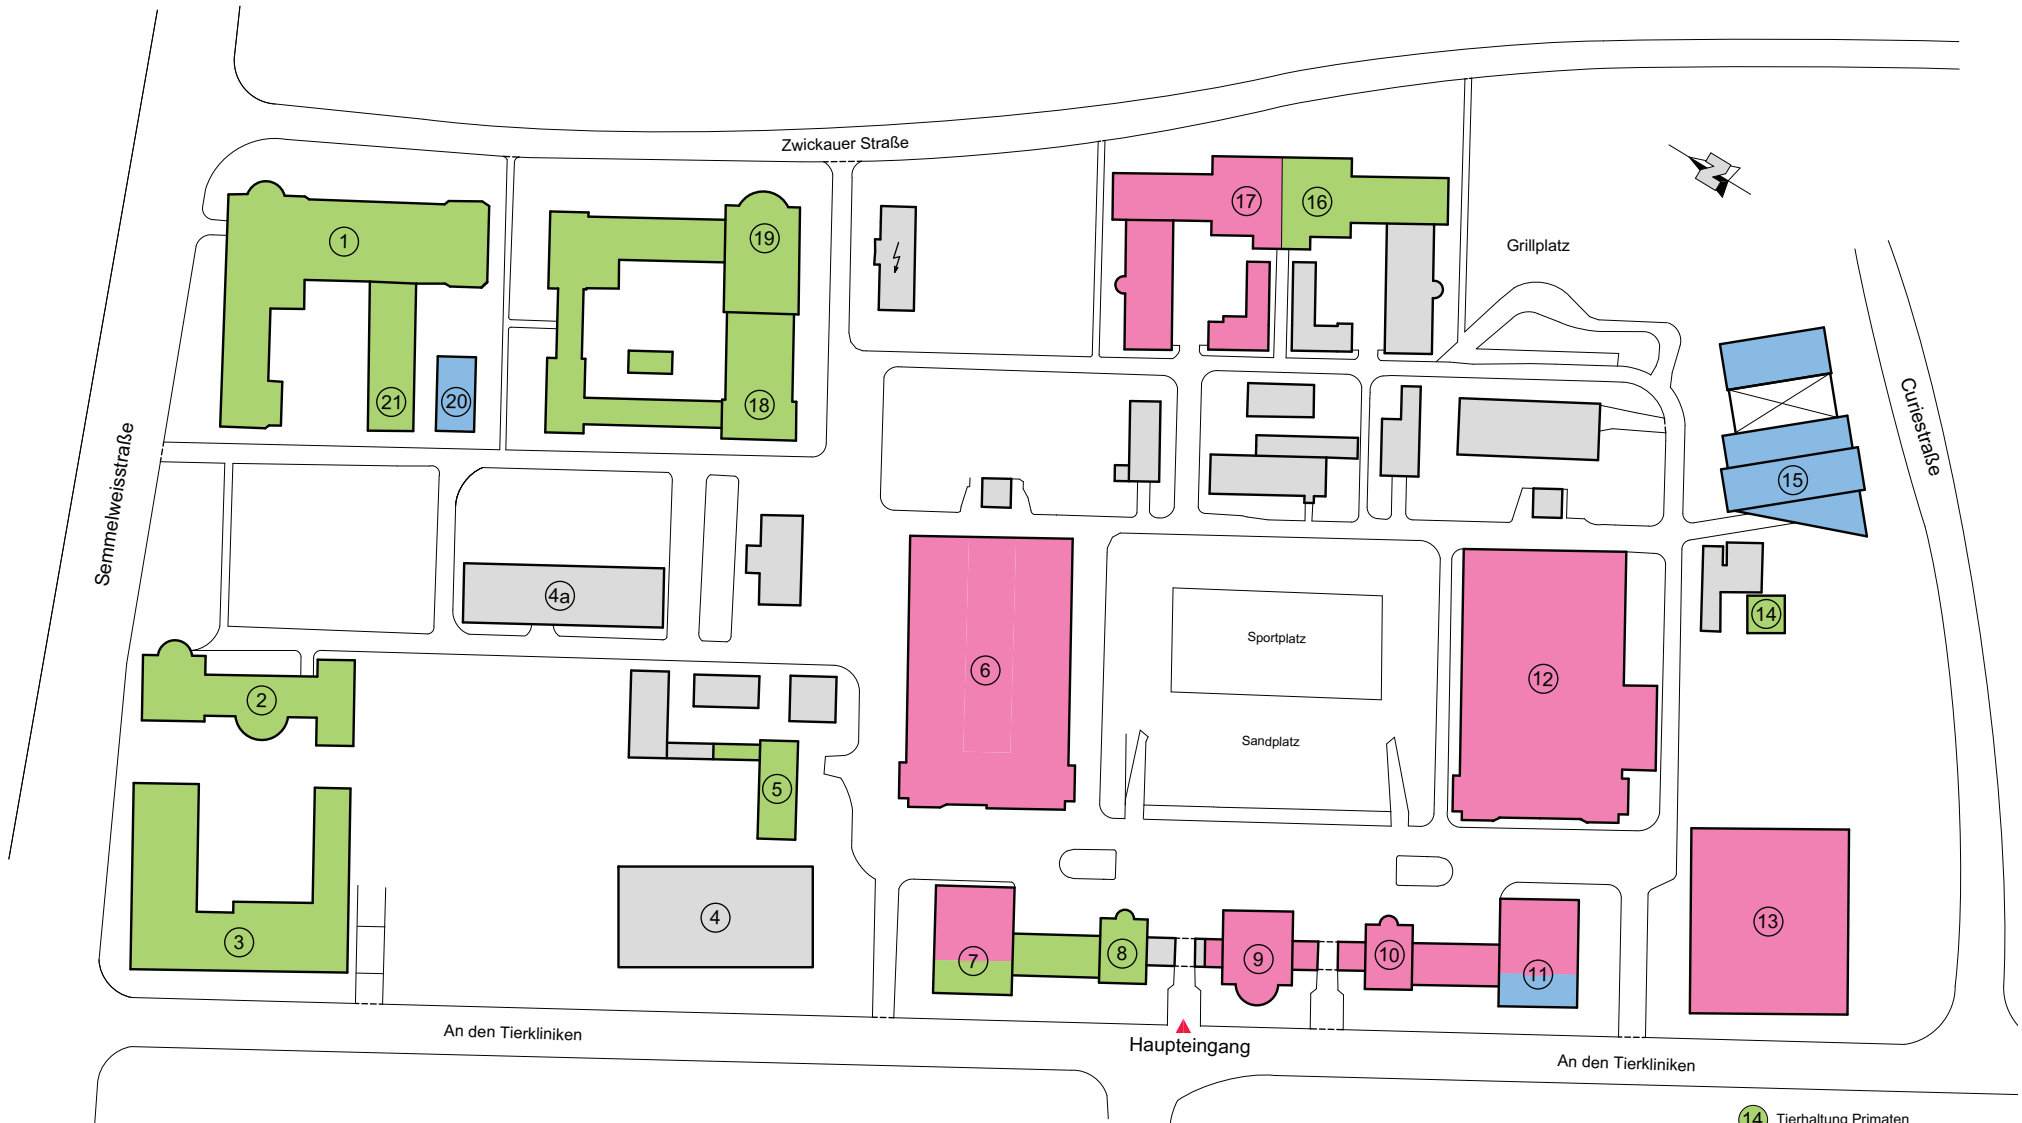 Zwickauer Straße
19
17
16
1
Grillplatz
N
21
20
18
Curiestraße
15
Semmelweisstraße
4a
14
Sportplatz
6
12
2
Sandplatz
5
4
13
3
7
8
9
10
11
An den Tierkliniken
Haupteingang
An den Tierkliniken
14 Tierhaltung Primaten